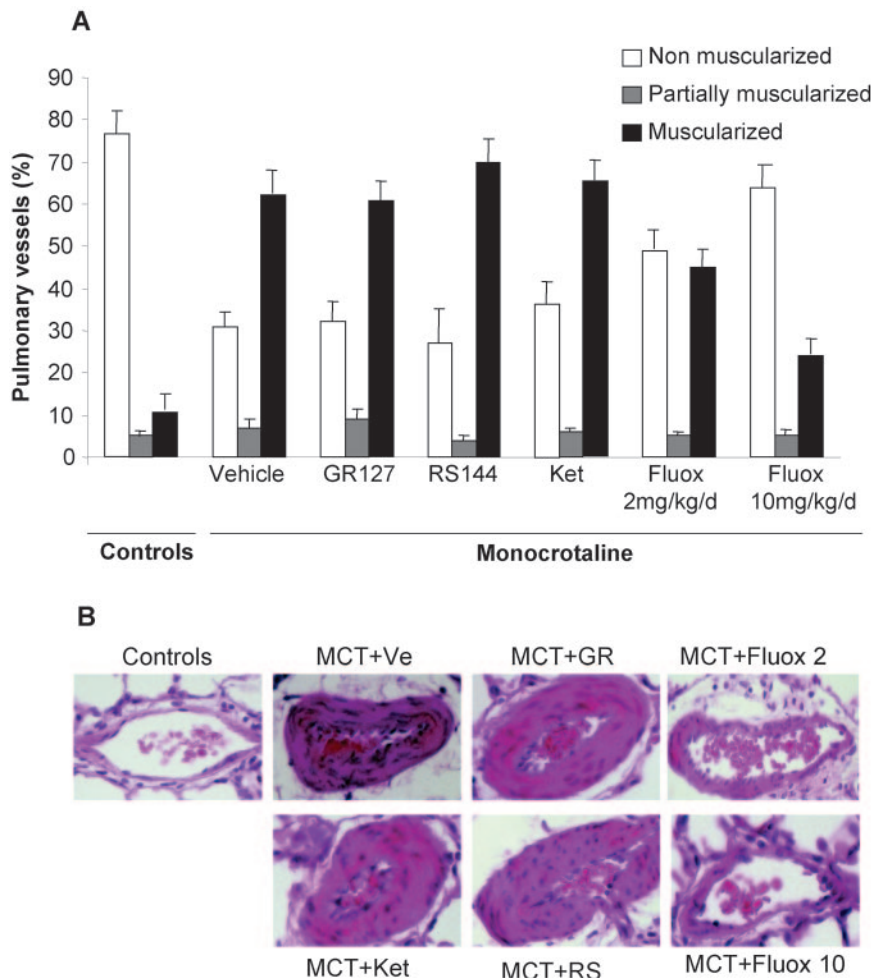 A
Non muscularized
Partially muscularized
Muscularized
Pulmonary vessels (%)
90
80
70
60
50
40
30
20
10
0
Vehicle GR127 RS144 Ket Fluox Fluox
2mg/kg/d 10mg/kg/d
Controls Monocrotaline
B
Controls MCT+Ve MCT+GR MCT+Fluox 2
MCT+Ket MCT+RS MCT+Fluox 10